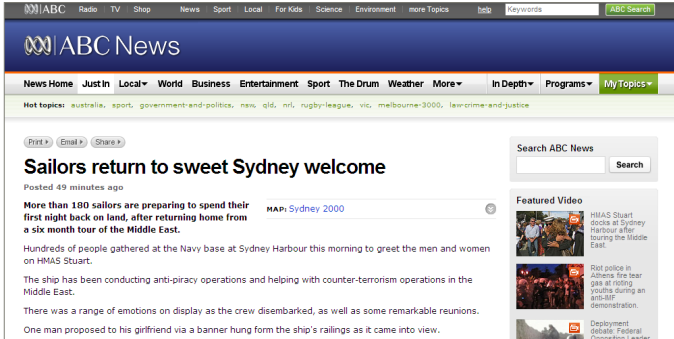 ABC Radio TV Shop News Sport Local For Kids Science Environment more Topics help Keywords ABC Search
ABC News
News Home Just In Local World Business Entertainment Sport The Drum Weather More In Depth Programs My Topics
Hot topics: australia, sport, government-and-politics, nsw, qld, nrl, rugby-league, vic, melbourne-3000, law-crime-and-justice
Print Email Share
Sailors return to sweet Sydney welcome
Posted 49 minutes ago
More than 180 sailors are preparing to spend their
first night back on land, after returning home from
a six month tour of the Middle East.
MAP: Sydney 2000
Hundreds of people gathered at the Navy base at Sydney Harbour this morning to greet the men and women
on HMAS Stuart.
The ship has been conducting anti-piracy operations and helping with counter-terrorism operations in the
Middle East.
There was a range of emotions on display as the crew disembarked, as well as some remarkable reunions.
One man proposed to his girlfriend via a banner hung form the ship's railings as it came into view.
Search ABC News
Search
Featured Video
HMAS Stuart
docks at Sydney
Harbour after
touring the Middle
East.
Riot police in
Athens fire tear
gas at rioting
youths during an
anti-IMF
demonstration.
Deployment
debate: Federal
Opposition Leader